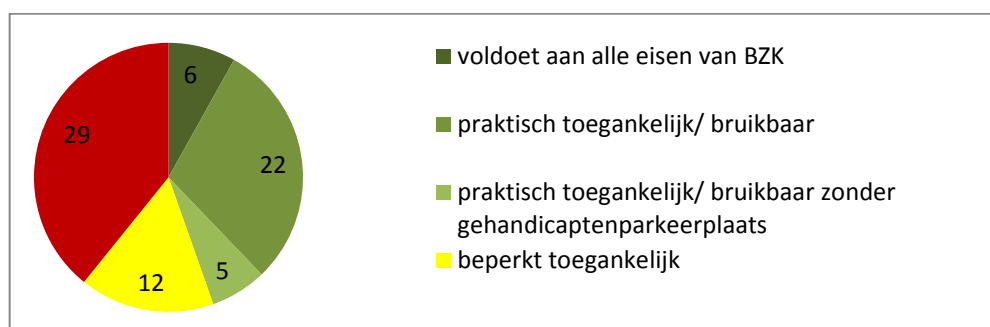 6
voldoet aan alle eisen van BZK
29
praktisch toegankelijk/ bruikbaar
22
praktisch toegankelijk/ bruikbaar zonder
gehandicaptenparkeerplaats
5
12
beperkt toegankelijk